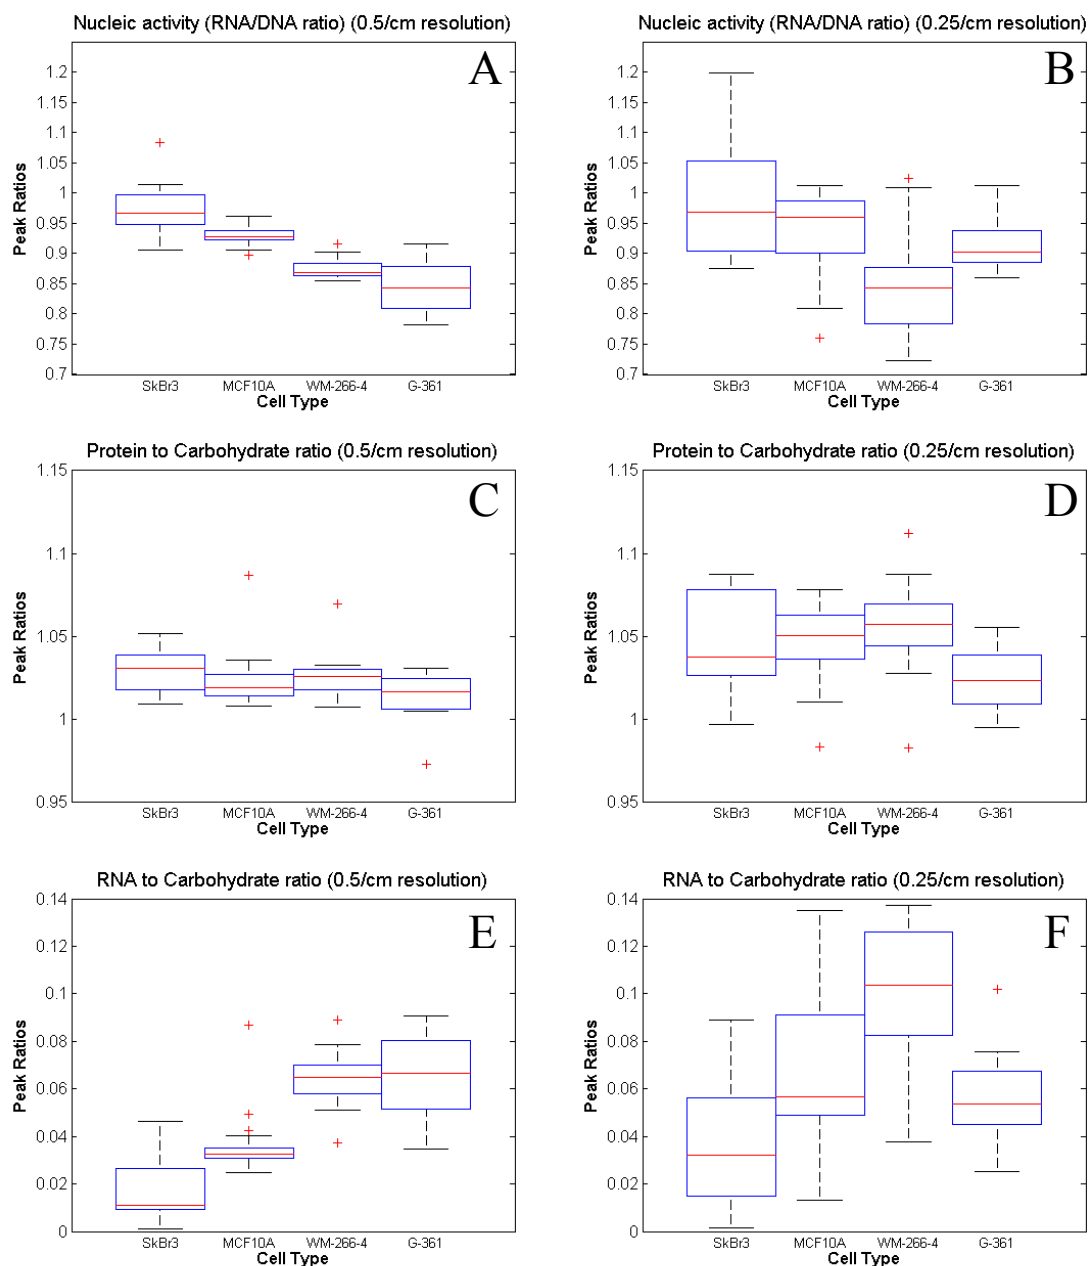 Nucleic activity (RNA/DNA ratio) (0.5/cm resolution)
A
1.2
1.15
1.1
1.05
1
0.95
0.9
0.85
0.8
0.75
0.7
Peak Ratios
SkBr3 MCF10A WM-266-4 G-361
Cell Type
Nucleic activity (RNA/DNA ratio) (0.25/cm resolution)
B
1.2
1.15
1.1
1.05
1
0.95
0.9
0.85
0.8
0.75
0.7
Peak Ratios
SkBr3 MCF10A WM-266-4 G-361
Cell Type
Protein to Carbohydrate ratio (0.5/cm resolution)
C
1.15
1.1
1.05
1
0.95
Peak Ratios
SkBr3 MCF10A WM-266-4 G-361
Cell Type
Protein to Carbohydrate ratio (0.25/cm resolution)
D
1.15
1.1
1.05
1
0.95
Peak Ratios
SkBr3 MCF10A WM-266-4 G-361
Cell Type
RNA to Carbohydrate ratio (0.5/cm resolution)
E
0.14
0.12
0.1
0.08
0.06
0.04
0.02
0
Peak Ratios
SkBr3 MCF10A WM-266-4 G-361
Cell Type
RNA to Carbohydrate ratio (0.25/cm resolution)
F
0.14
0.12
0.1
0.08
0.06
0.04
0.02
0
Peak Ratios
SkBr3 MCF10A WM-266-4 G-361
Cell Type